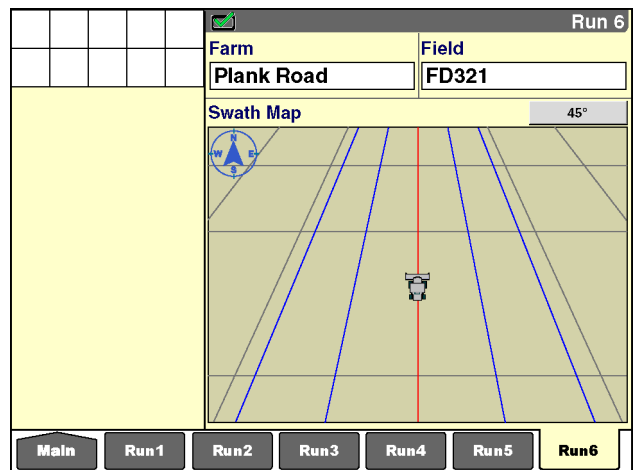 Run 6
Farm
Field
Plank Road
FD321
Swath Map
45°
N
W
E
S
Main
Run1
Run2
Run3
Run4
Run5
Run6